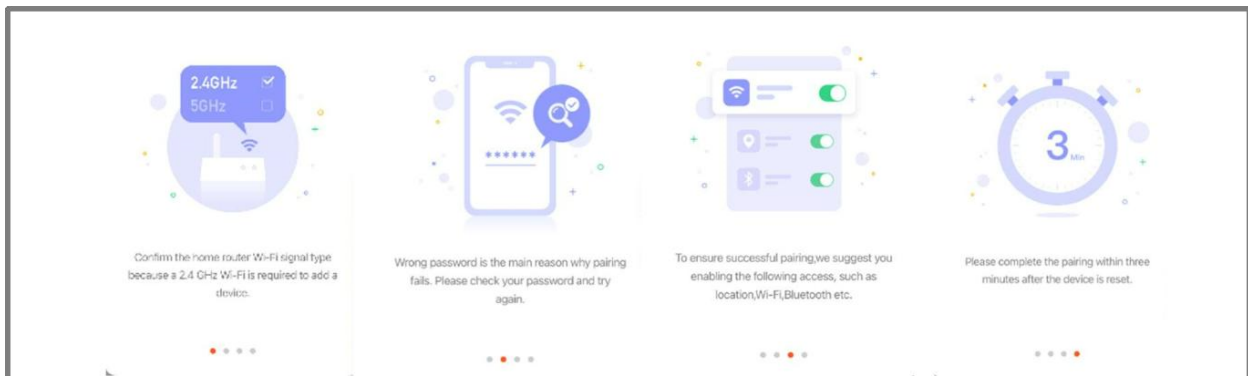 2.4GHz
5GHz
Confirm the home router Wi-Fi signal type
because a 2.4 GHz Wi-Fi is required to add a
device.
******
Wrong password is the main reason why pairing
fails. Please check your password and try
again.
To ensure successful pairing,we suggest you
enabling the following access, such as
location,Wi-Fi,Bluetooth etc.
3 Min
Please complete the pairing within three
minutes after the device is reset.